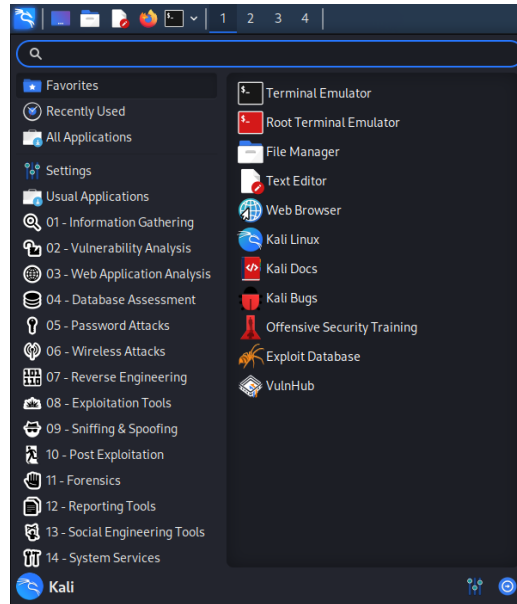 1 2 3 4
Favorites
Recently Used
All Applications
Settings
Usual Applications
01 - Information Gathering
02 - Vulnerability Analysis
03 - Web Application Analysis
04 - Database Assessment
05 - Password Attacks
06 - Wireless Attacks
07 - Reverse Engineering
08 - Exploitation Tools
09 - Sniffing & Spoofing
10 - Post Exploitation
11 - Forensics
12 - Reporting Tools
13 - Social Engineering Tools
14 - System Services
Terminal Emulator
Root Terminal Emulator
File Manager
Text Editor
Web Browser
Kali Linux
Kali Docs
Kali Bugs
Offensive Security Training
Exploit Database
VulnHub
Kali